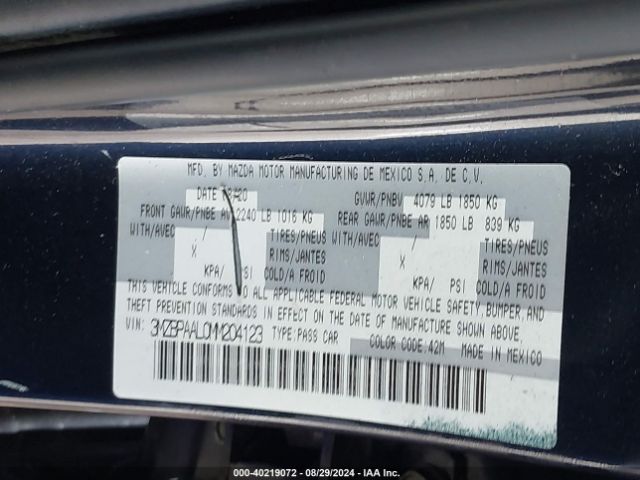 MFD. BY MAZDA MOTOR MANUFACTURING DE MEXICO S.A. DE C.V.
DATE GVWR/PNBV 4079 LB 1850 KG
FRONT GAWR/PNBE AV 2240 LB 1016 KG REAR GAWR/PNBE AR 1850 LB 839 KG
WITH/AVEC / TIRES/PNEUS WITH/AVEC / TIRES/PNEUS
X RIMS/JANTES X RIMS/JANTES
KPA/ PSI COLD/A FROID KPA/ PSI COLD/A FROID
THIS VEHICLE CONFORMS TO ALL APPLICABLE FEDERAL MOTOR VEHICLE SAFETY, BUMPER, AND
THEFT PREVENTION STANDARDS IN EFFECT ON THE DATE OF MANUFACTURE SHOWN ABOVE.
VIN: 3MZBPAAL0MM204123 TYPE:PASS CAR COLOR CODE:42M MADE IN MEXICO
000-40219072 - 08/29/2024 - IAA Inc.